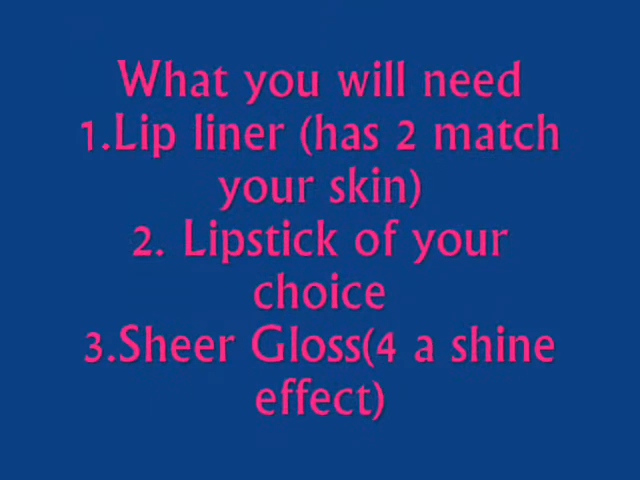 What you will need
1.Lip liner (has 2 match
your skin)
2. Lipstick of your
choice
3.Sheer Gloss(4 a shine
effect)